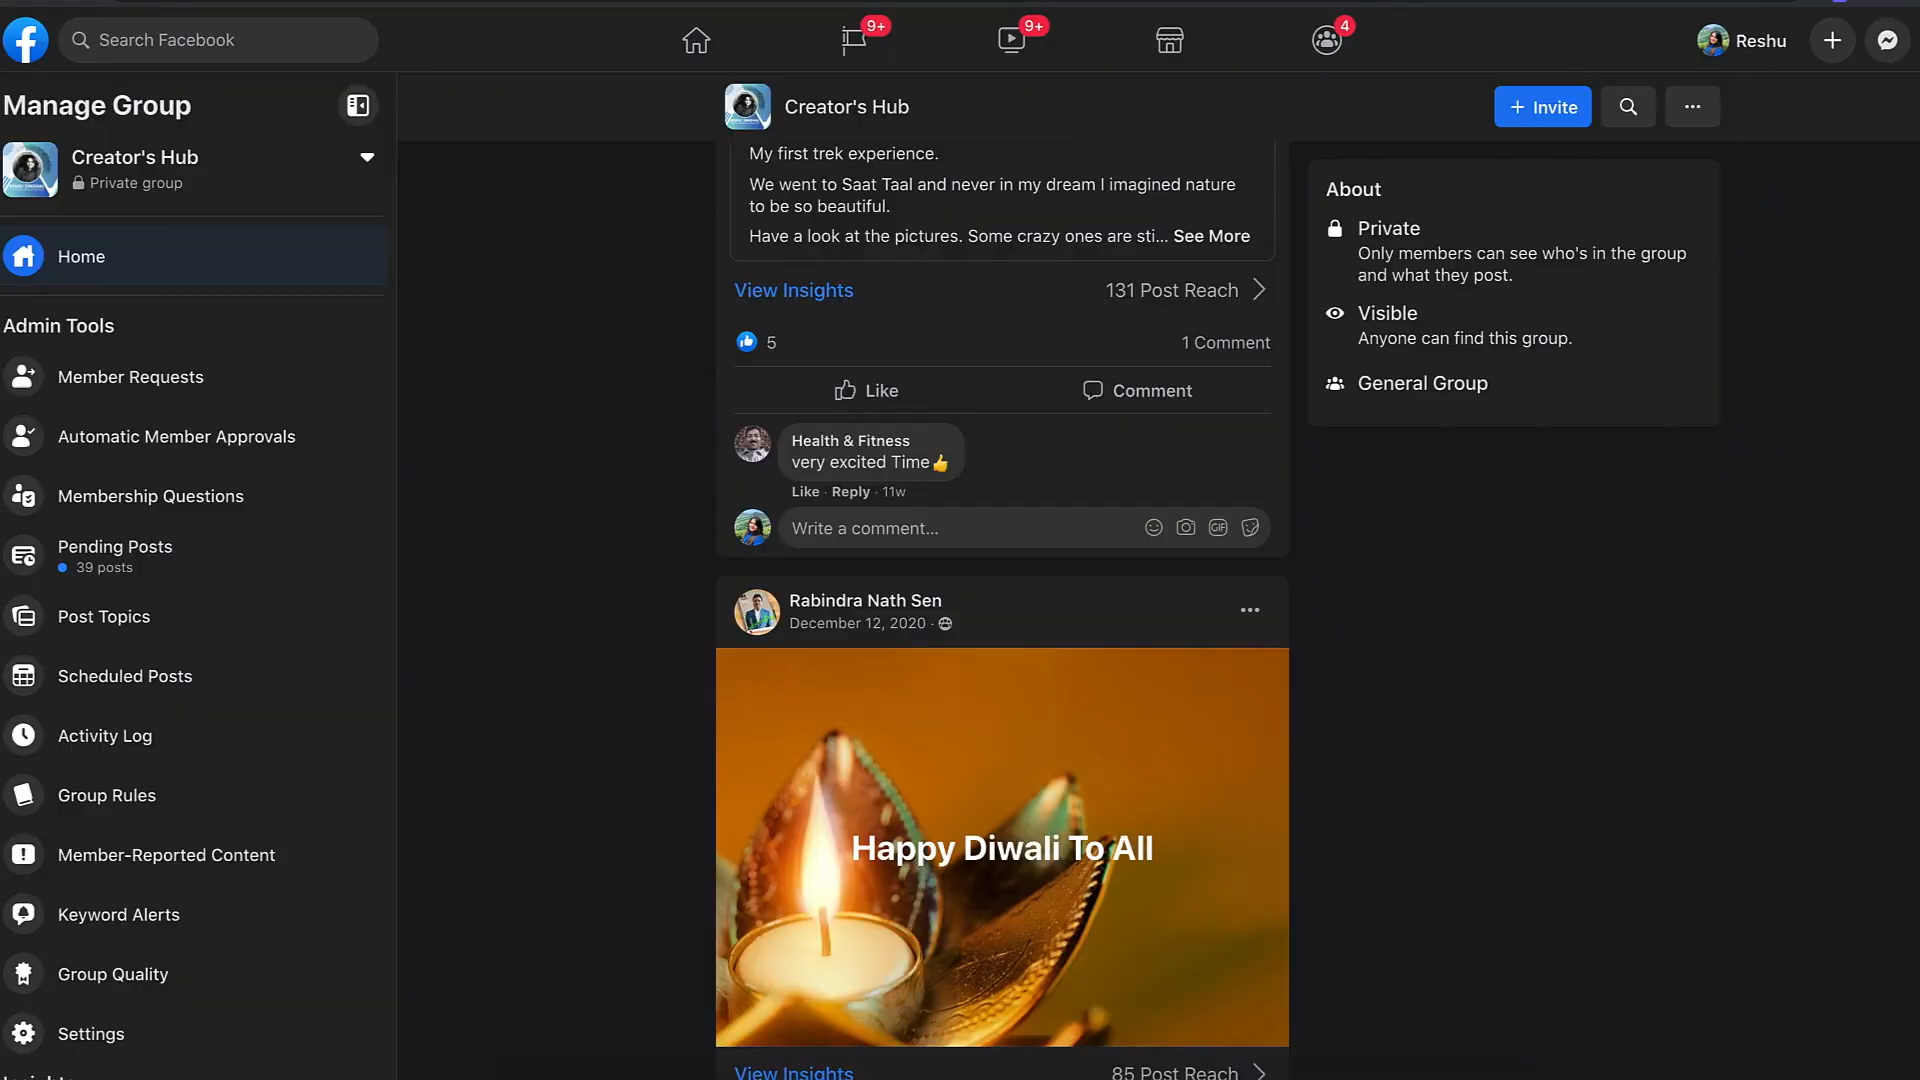 Search Facebook
9+
9+
4
Reshu
Manage Group
Creator's Hub
Private group
Home
Admin Tools
Member Requests
Automatic Member Approvals
Membership Questions
Pending Posts
39 posts
Post Topics
Scheduled Posts
Activity Log
Group Rules
Member-Reported Content
Keyword Alerts
Group Quality
Settings
Creator's Hub
+ Invite
My first trek experience.
We went to Saat Taal and never in my dream I imagined nature
to be so beautiful.
Have a look at the pictures. Some crazy ones are sti... See More
View Insights
131 Post Reach
5
1 Comment
Like
Comment
Health & Fitness
very excited Time👍
Like · Reply · 11w
Write a comment...
GIF
Rabindra Nath Sen
December 12, 2020 ·
Happy Diwali To All
View Insights
85 Post Reach
About
Private
Only members can see who's in the group
and what they post.
Visible
Anyone can find this group.
General Group